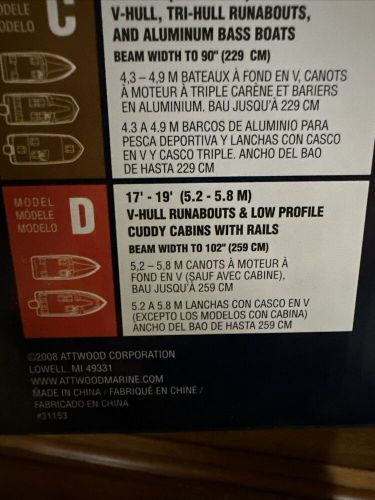 MODÈLE
MODELO
C
V-HULL, TRI-HULL RUNABOUTS,
AND ALUMINUM BASS BOATS
BEAM WIDTH TO 90" (229 CM)
4,3 – 4,9 M BATEAUX À FOND EN V, CANOTS
À MOTEUR À TRIPLE CARÈNE ET BARIERS
EN ALUMINIUM. BAU JUSQU'À 229 CM
4.3 A 4.9 M BARCOS DE ALUMINIO PARA
PESCA DEPORTIVA Y LANCHAS CON CASCO
EN V Y CASCO TRIPLE. ANCHO DEL BAO
DE HASTA 229 CM
MODEL
MÓDELE
MODELO
D
17' - 19' (5.2 - 5.8 M)
V-HULL RUNABOUTS & LOW PROFILE
CUDDY CABINS WITH RAILS
BEAM WIDTH TO 102" (259 CM)
5,2 – 5,8 M CANOTS À MOTEUR À
FOND EN V (SAUF AVEC CABINE),
BAU JUSQU'À 259 CM
5.2 A 5.8 M LANCHAS CON CASCO EN V
(EXCEPTO LOS MODELOS CON CABINA)
ANCHO DEL BAO DE HASTA 259 CM
©2008 ATTWOOD CORPORATION
LOWELL, MI 49331
WWW.ATTWOODMARINE.COM
MADE IN CHINA / FABRIQUÉ EN CHINE /
FABRICADO EN CHINA
#31153